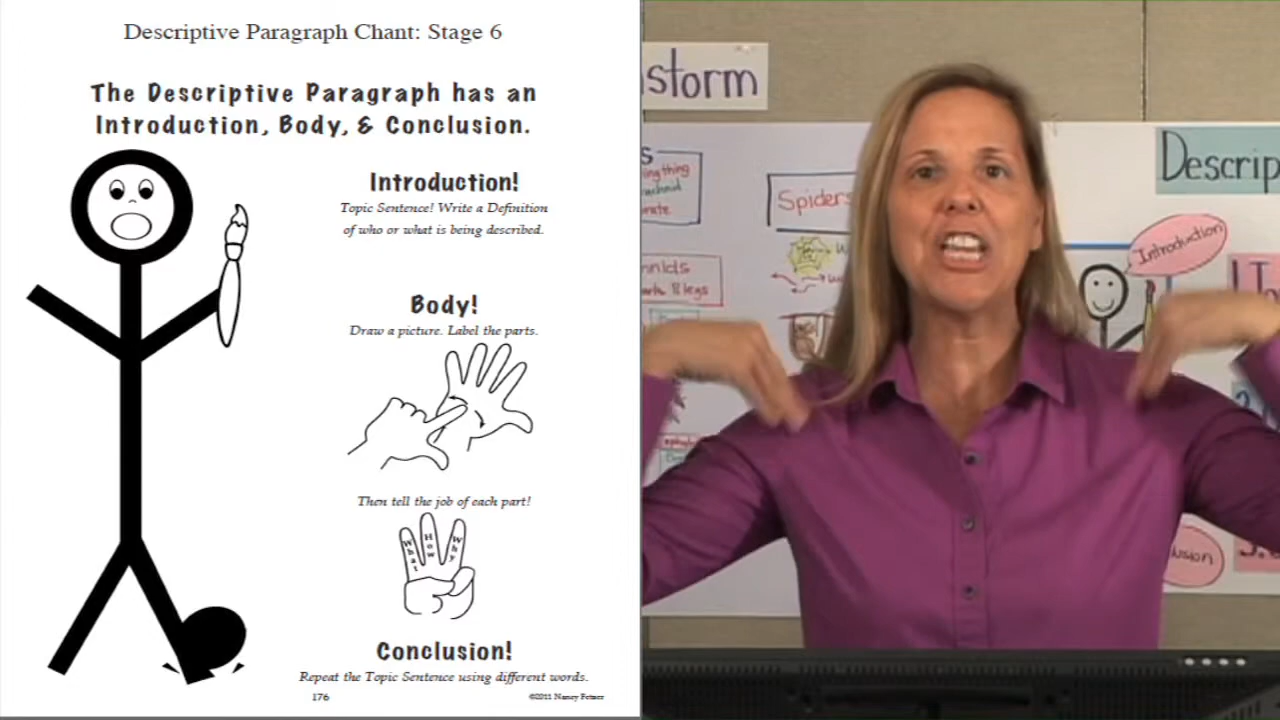 Descriptive Paragraph Chant: Stage 6
The Descriptive Paragraph has an
Introduction, Body, & Conclusion.
Introduction!
Topic Sentence! Write a Definition
of who or what is being described.
Body!
Draw a picture. Label the parts.
Then tell the job of each part!
What How Why
Conclusion!
Repeat the Topic Sentence using different words.
176
©2011 Nancy Fetzer
storm
Descrip
Spiders
Introduction
legs